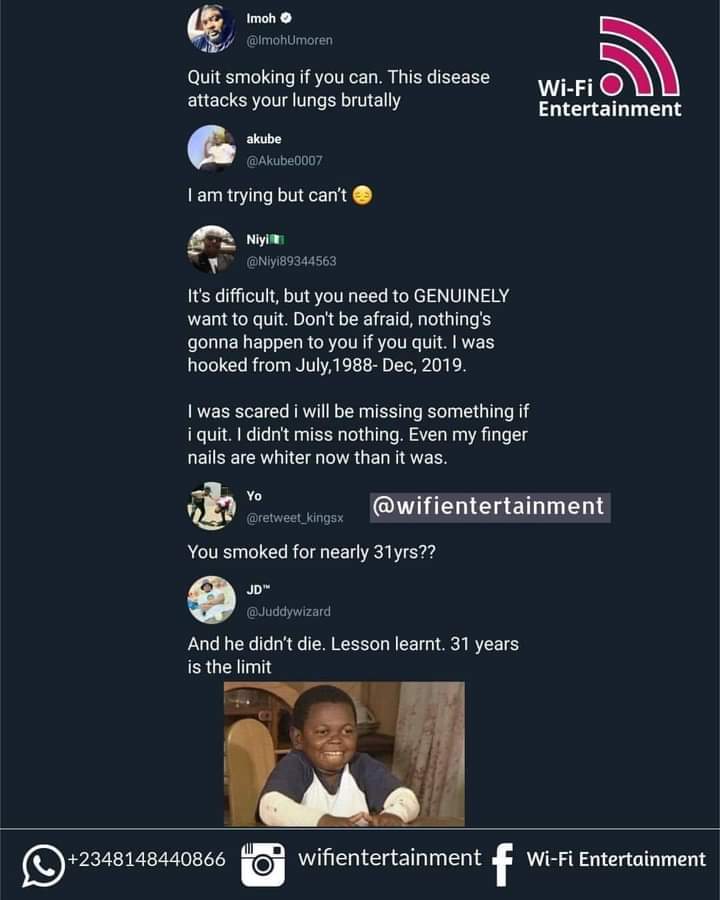 Imoh
@ImohUmoren
Quit smoking if you can. This disease
attacks your lungs brutally
Wi-Fi
Entertainment
akube
@Akube0007
I am trying but can’t 😔
Niyi🇳🇬
@Niyi89344563
It's difficult, but you need to GENUINELY
want to quit. Don't be afraid, nothing's
gonna happen to you if you quit. I was
hooked from July,1988- Dec, 2019.
I was scared i will be missing something if
i quit. I didn't miss nothing. Even my finger
nails are whiter now than it was.
Yo
@retweet_kingsx
@wifientertainment
You smoked for nearly 31yrs??
JD™
@Juddywizard
And he didn’t die. Lesson learnt. 31 years
is the limit
+2348148440866
wifientertainment
Wi-Fi Entertainment